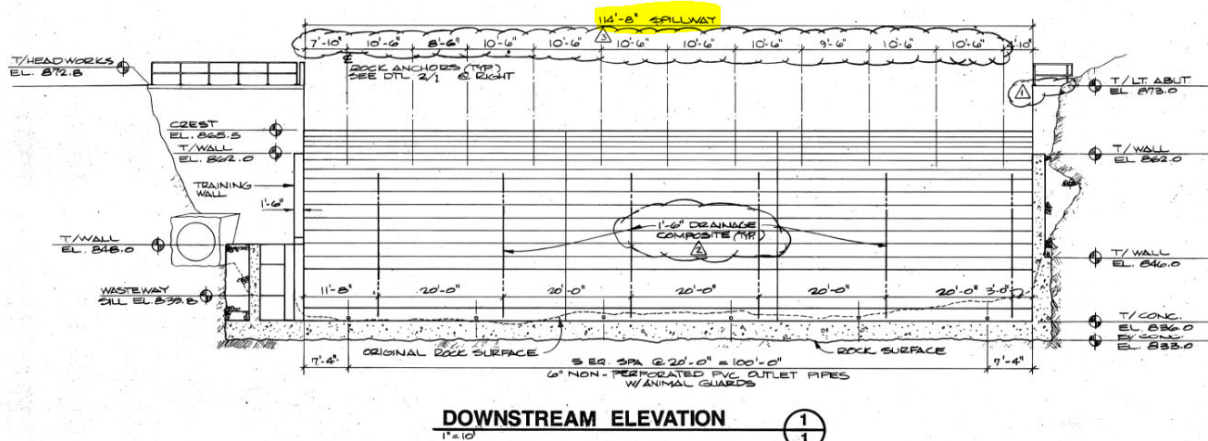 114'-8" SPILLWAY
3
7'-10" 10'-6" 8'-6" 10'-6" 10'-6" 10'-6" 10'-6" 10'-6" 9'-6" 10'-6" 10'-6"
ROCK ANCHORS (TYP.)
SEE DTL 2/1 @ RIGHT
T/HEADWORKS
EL. 872.8
1
T/LT. ABUT
EL. 873.0
CREST
EL. 865.5
T/WALL
EL. 862.0
T/WALL
EL 862.0
TRAINING
WALL
1'-6"
1'-6" DRAINAGE
COMPOSITE (TYP.)
2
T/WALL
EL. 848.0
T/WALL
EL. 846.0
WASTEWAY
SILL EL. 839.8
11'-8" 20'-0" 20'-0" 20'-0" 20'-0" 20'-0" 3'-0"
T/CONC.
EL. 836.0
B/CONC.
EL. 833.0
ORIGINAL ROCK SURFACE
ROCK SURFACE
7'-4" 5 EQ. SPA @ 20'-0" = 100'-0" 7'-4"
6" NON-PERFORATED PVC OUTLET PIPES
W/ANIMAL GUARDS
DOWNSTREAM ELEVATION
1"=10'
1
1